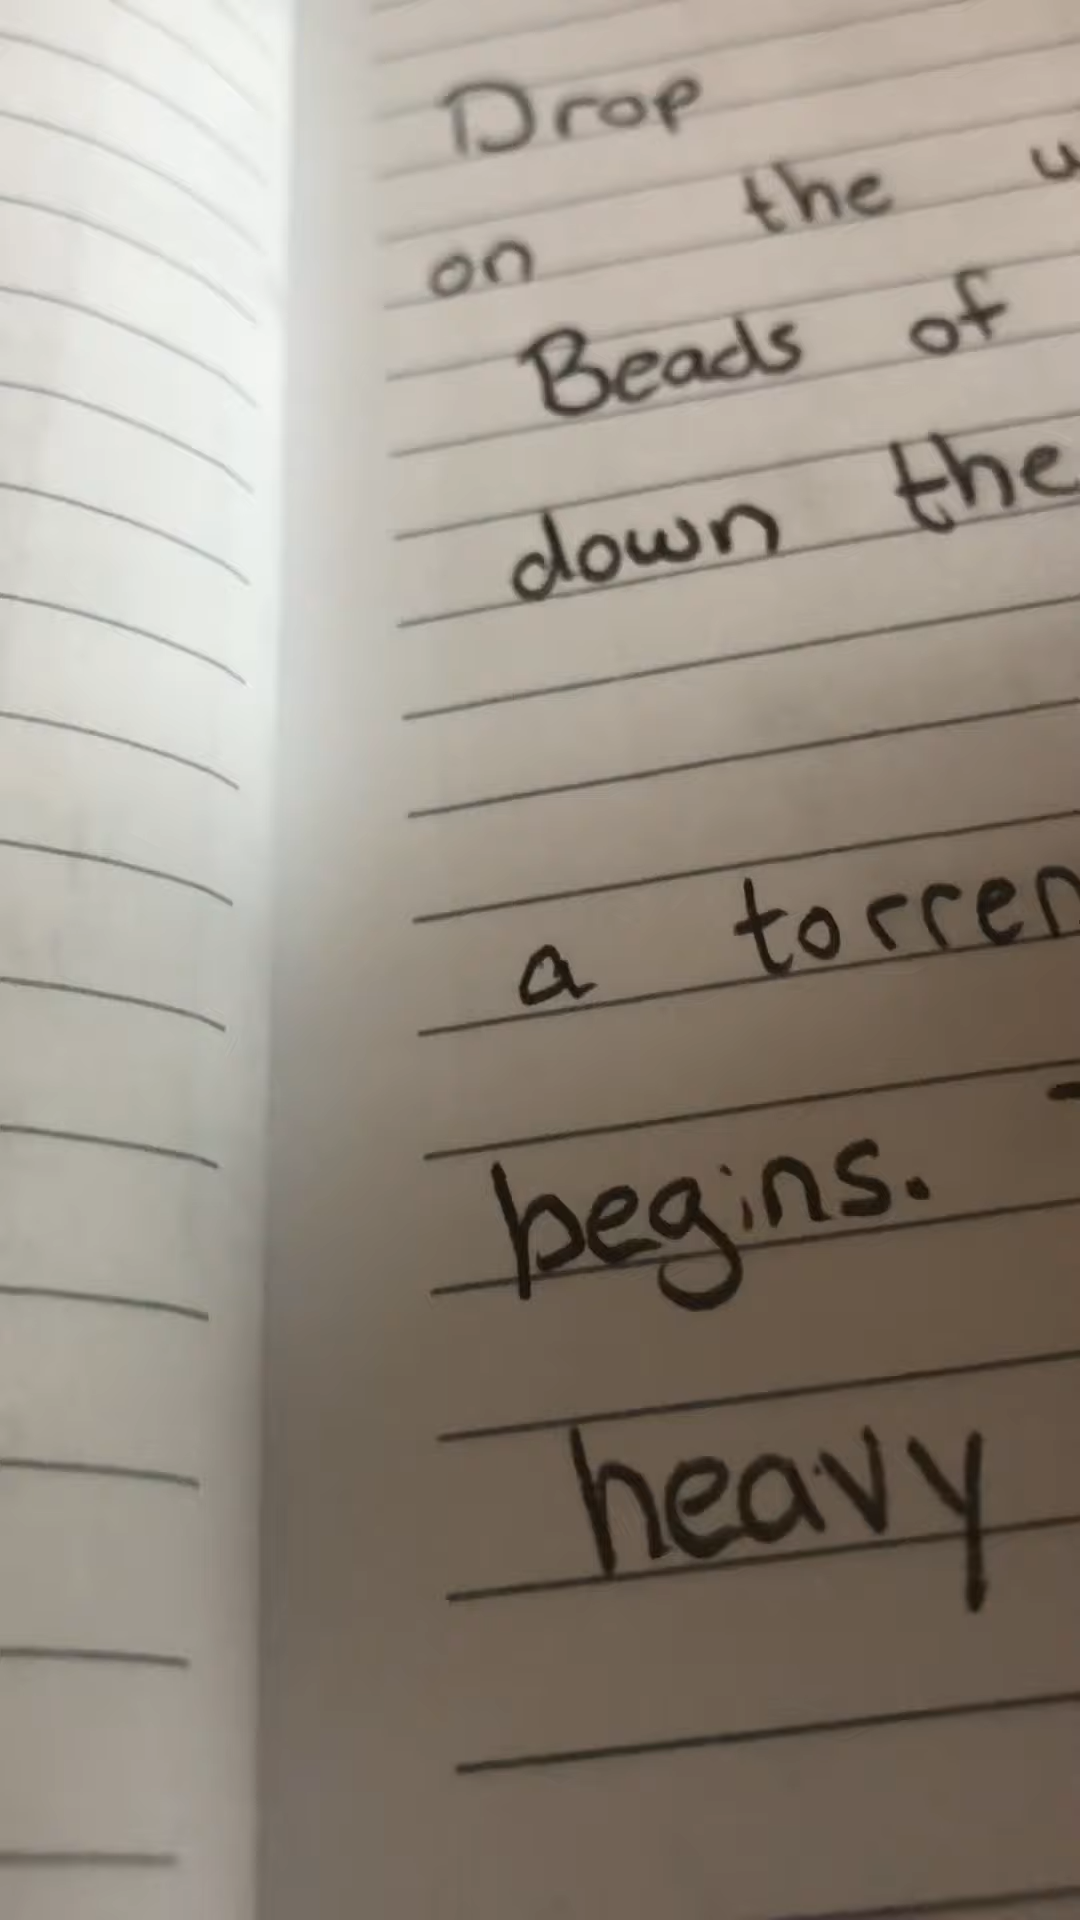 Drop
on the
Beads of
down the
a
begins.
heavy